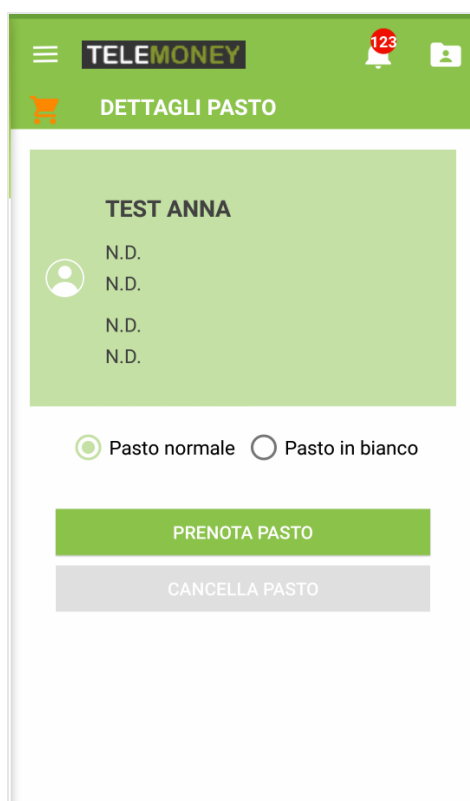 TELEMONEY
123
DETTAGLI PASTO
TEST ANNA
N.D.
N.D.
N.D.
N.D.
Pasto normale Pasto in bianco
PRENOTA PASTO
CANCELLA PASTO